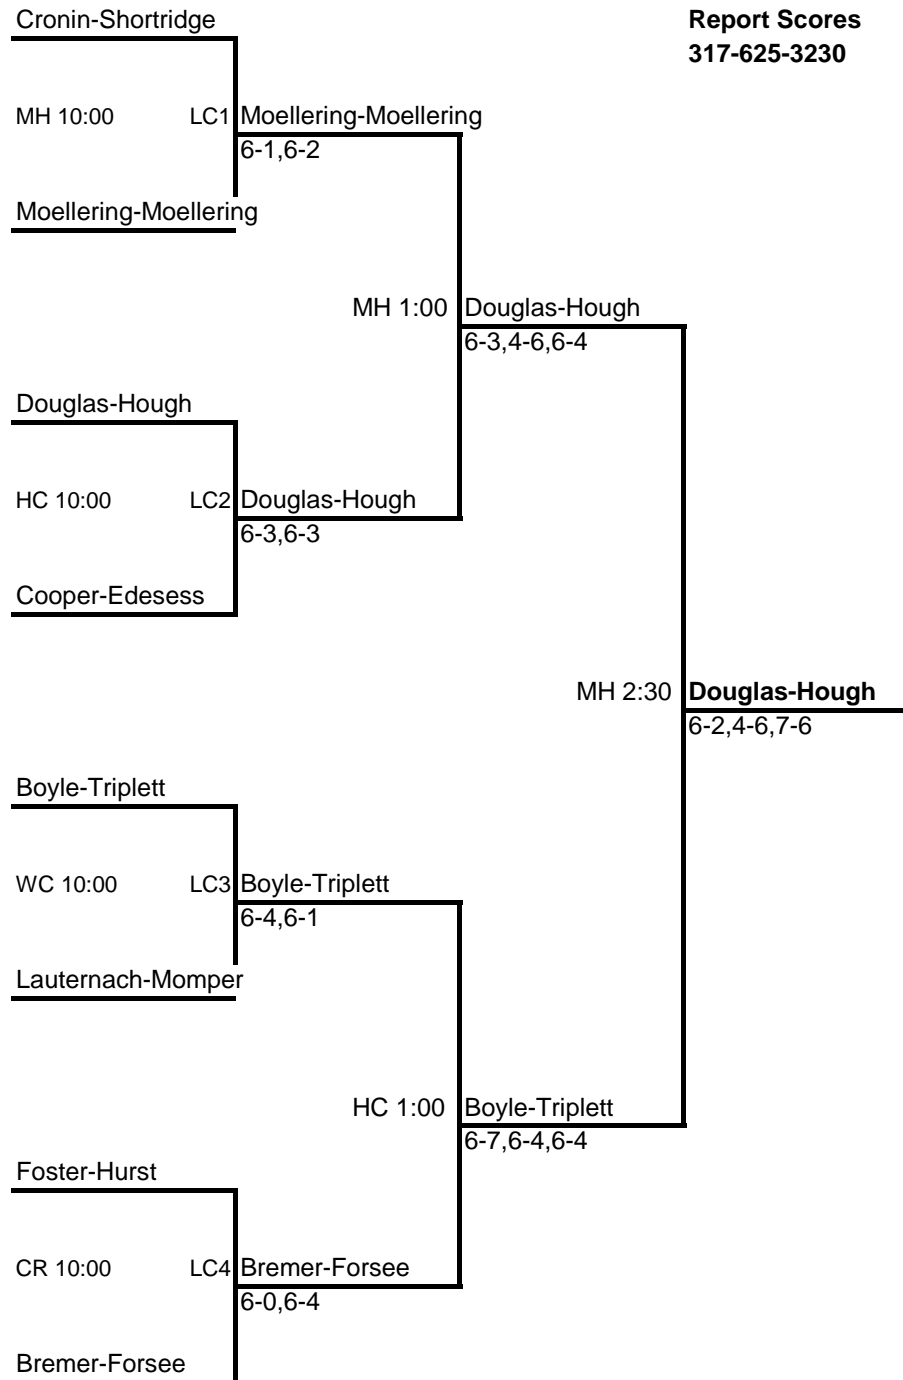 Cronin-Shortridge
Report Scores
317-625-3230
MH 10:00 LC1 Moellering-Moellering
6-1,6-2
Moellering-Moellering
MH 1:00 Douglas-Hough
6-3,4-6,6-4
Douglas-Hough
HC 10:00 LC2 Douglas-Hough
6-3,6-3
Cooper-Edesess
MH 2:30 Douglas-Hough
6-2,4-6,7-6
Boyle-Triplett
WC 10:00 LC3 Boyle-Triplett
6-4,6-1
Lauternach-Momper
HC 1:00 Boyle-Triplett
6-7,6-4,6-4
Foster-Hurst
CR 10:00 LC4 Bremer-Forsee
6-0,6-4
Bremer-Forsee